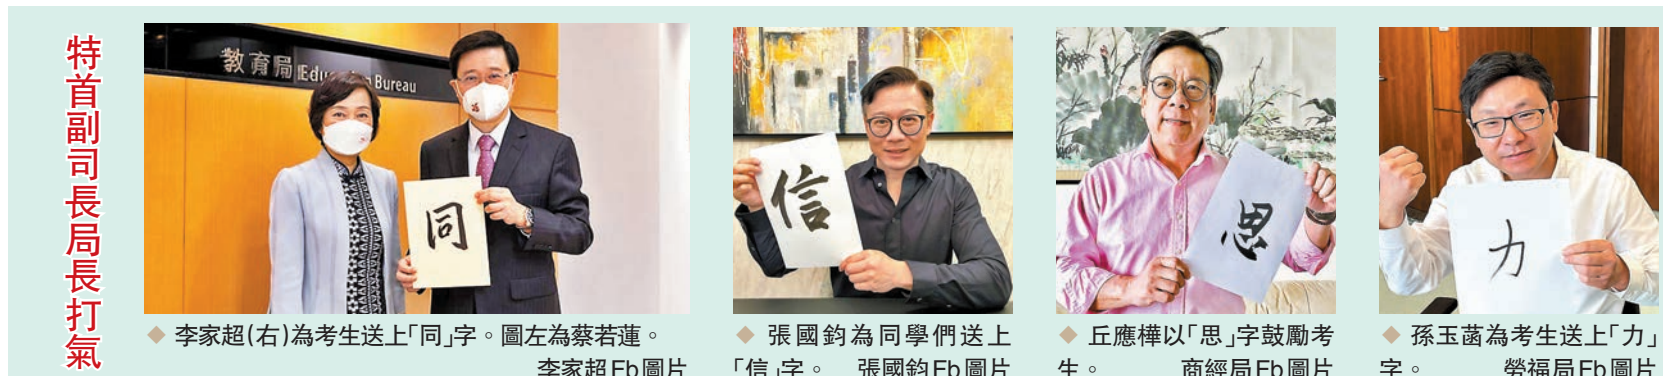 特首副司長局長打氣
教育局 Education Bureau
同
◆ 李家超(右)為考生送上「同」字。圖左為蔡若蓮。
李家超Fb圖片
信
◆ 張國鈞為同學們送上
「信」字。 張國鈞Fb圖片
思
◆ 丘應樺以「思」字鼓勵考
生。 商經局Fb圖片
力
◆ 孫玉菡為考生送上「力」
字。 勞福局Fb圖片